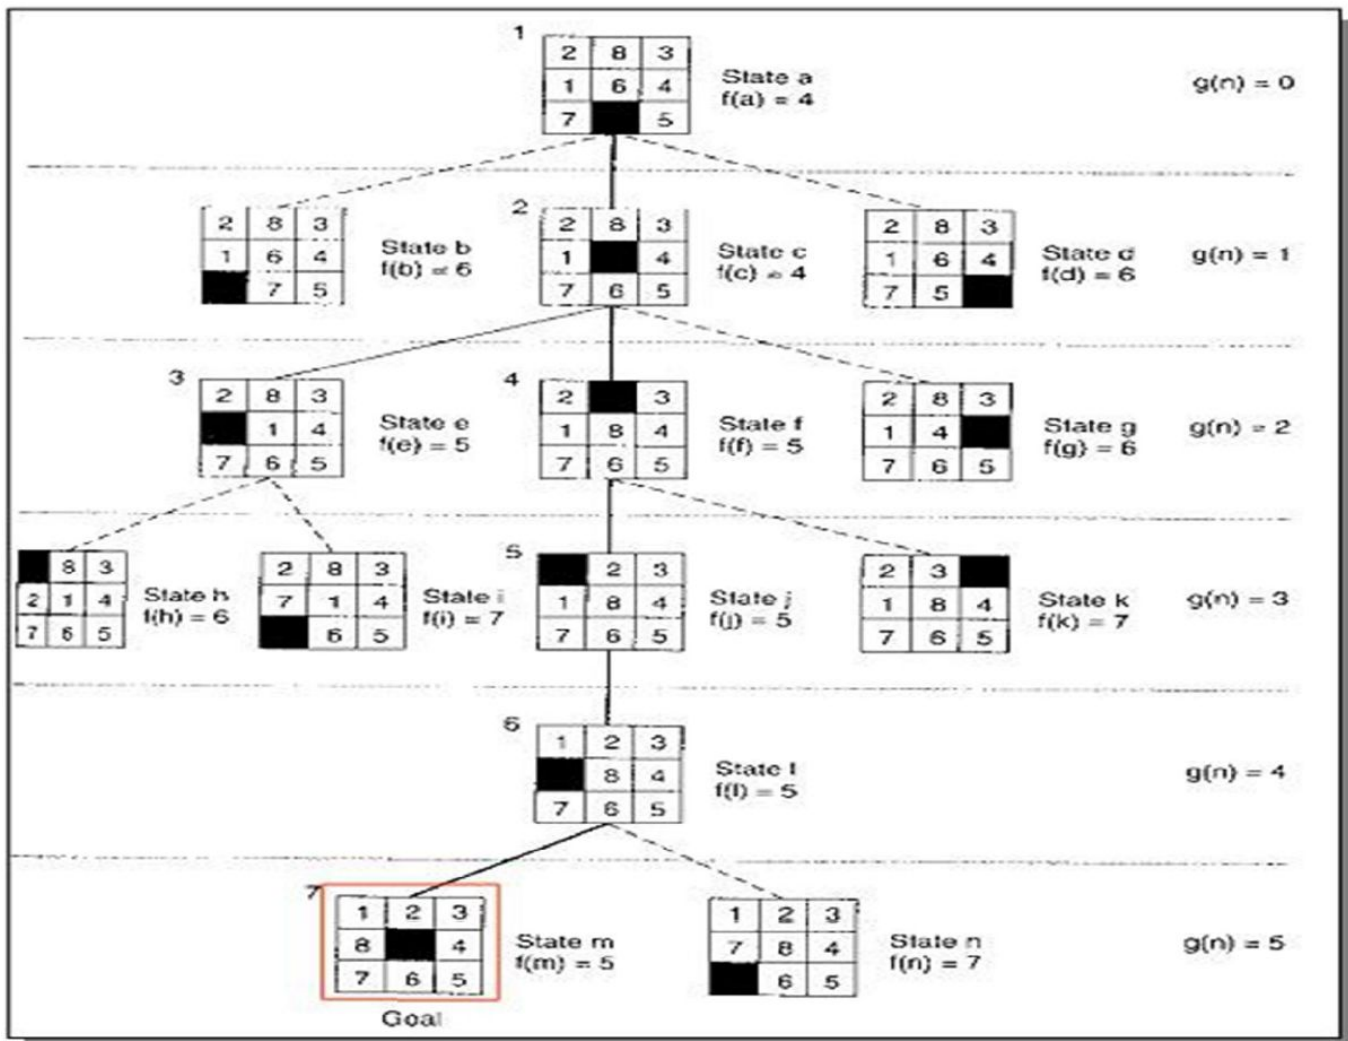 1
2 8 3
1 6 4
7 5
State a
f(a) = 4
g(n) = 0
2 8 3
1 6 4
7 5
State b
f(b) = 6
2
2 8 3
1 4
7 6 5
State c
f(c) = 4
2 8 3
1 6 4
7 5
State d
f(d) = 6
g(n) = 1
3
2 8 3
1 4
7 6 5
State e
f(e) = 5
4
2 3
1 8 4
7 6 5
State f
f(f) = 5
2 8 3
1 4
7 6 5
State g
f(g) = 6
g(n) = 2
8 3
2 1 4
7 6 5
State h
f(h) = 6
2 8 3
7 1 4
6 5
State i
f(i) = 7
5
2 3
1 8 4
7 6 5
State j
f(j) = 5
2 3
1 8 4
7 6 5
State k
f(k) = 7
g(n) = 3
6
1 2 3
8 4
7 6 5
State l
f(l) = 5
g(n) = 4
7
1 2 3
8 4
7 6 5
State m
f(m) = 5
Goal
1 2 3
7 8 4
6 5
State n
f(n) = 7
g(n) = 5